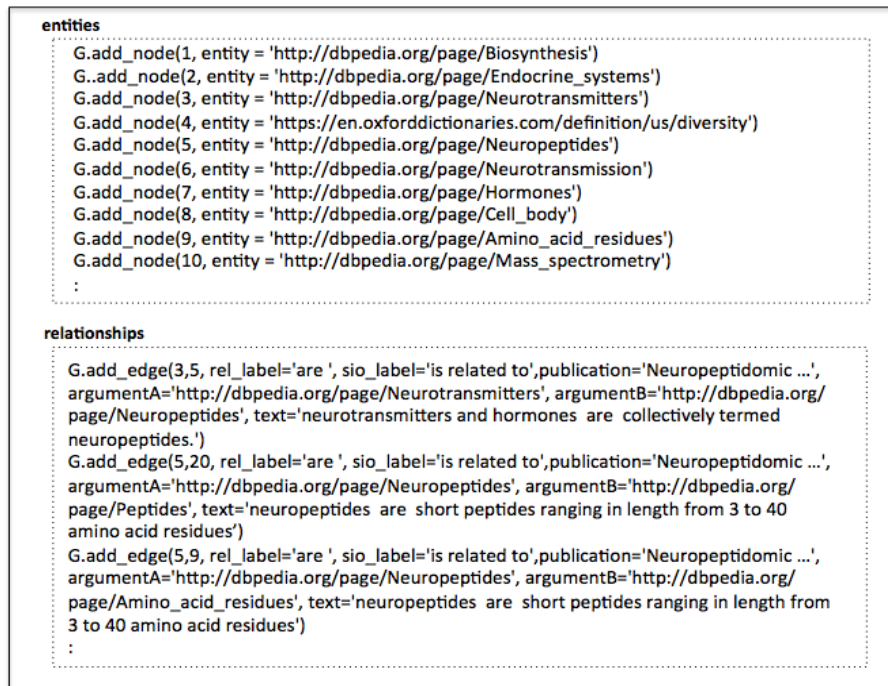 entities
G.add_node(1, entity = 'http://dbpedia.org/page/Biosynthesis')
G..add_node(2, entity = 'http://dbpedia.org/page/Endocrine_systems')
G.add_node(3, entity = 'http://dbpedia.org/page/Neurotransmitters')
G.add_node(4, entity = 'https://en.oxforddictionaries.com/definition/us/diversity')
G.add_node(5, entity = 'http://dbpedia.org/page/Neuropeptides')
G.add_node(6, entity = 'http://dbpedia.org/page/Neurotransmission')
G.add_node(7, entity = 'http://dbpedia.org/page/Hormones')
G.add_node(8, entity = 'http://dbpedia.org/page/Cell_body')
G.add_node(9, entity = 'http://dbpedia.org/page/Amino_acid_residues')
G.add_node(10, entity = 'http://dbpedia.org/page/Mass_spectrometry')
:
relationships
G.add_edge(3,5, rel_label='are ', sio_label='is related to',publication='Neuropeptidomic ...',
argumentA='http://dbpedia.org/page/Neurotransmitters', argumentB='http://dbpedia.org/
page/Neuropeptides', text='neurotransmitters and hormones  are  collectively termed
neuropeptides.')
G.add_edge(5,20, rel_label='are ', sio_label='is related to',publication='Neuropeptidomic ...',
argumentA='http://dbpedia.org/page/Neuropeptides', argumentB='http://dbpedia.org/
page/Peptides', text='neuropeptides  are  short peptides ranging in length from 3 to 40
amino acid residues’)
G.add_edge(5,9, rel_label='are ', sio_label='is related to',publication='Neuropeptidomic ...',
argumentA='http://dbpedia.org/page/Neuropeptides', argumentB='http://dbpedia.org/
page/Amino_acid_residues', text='neuropeptides  are  short peptides ranging in length from
3 to 40 amino acid residues')
: